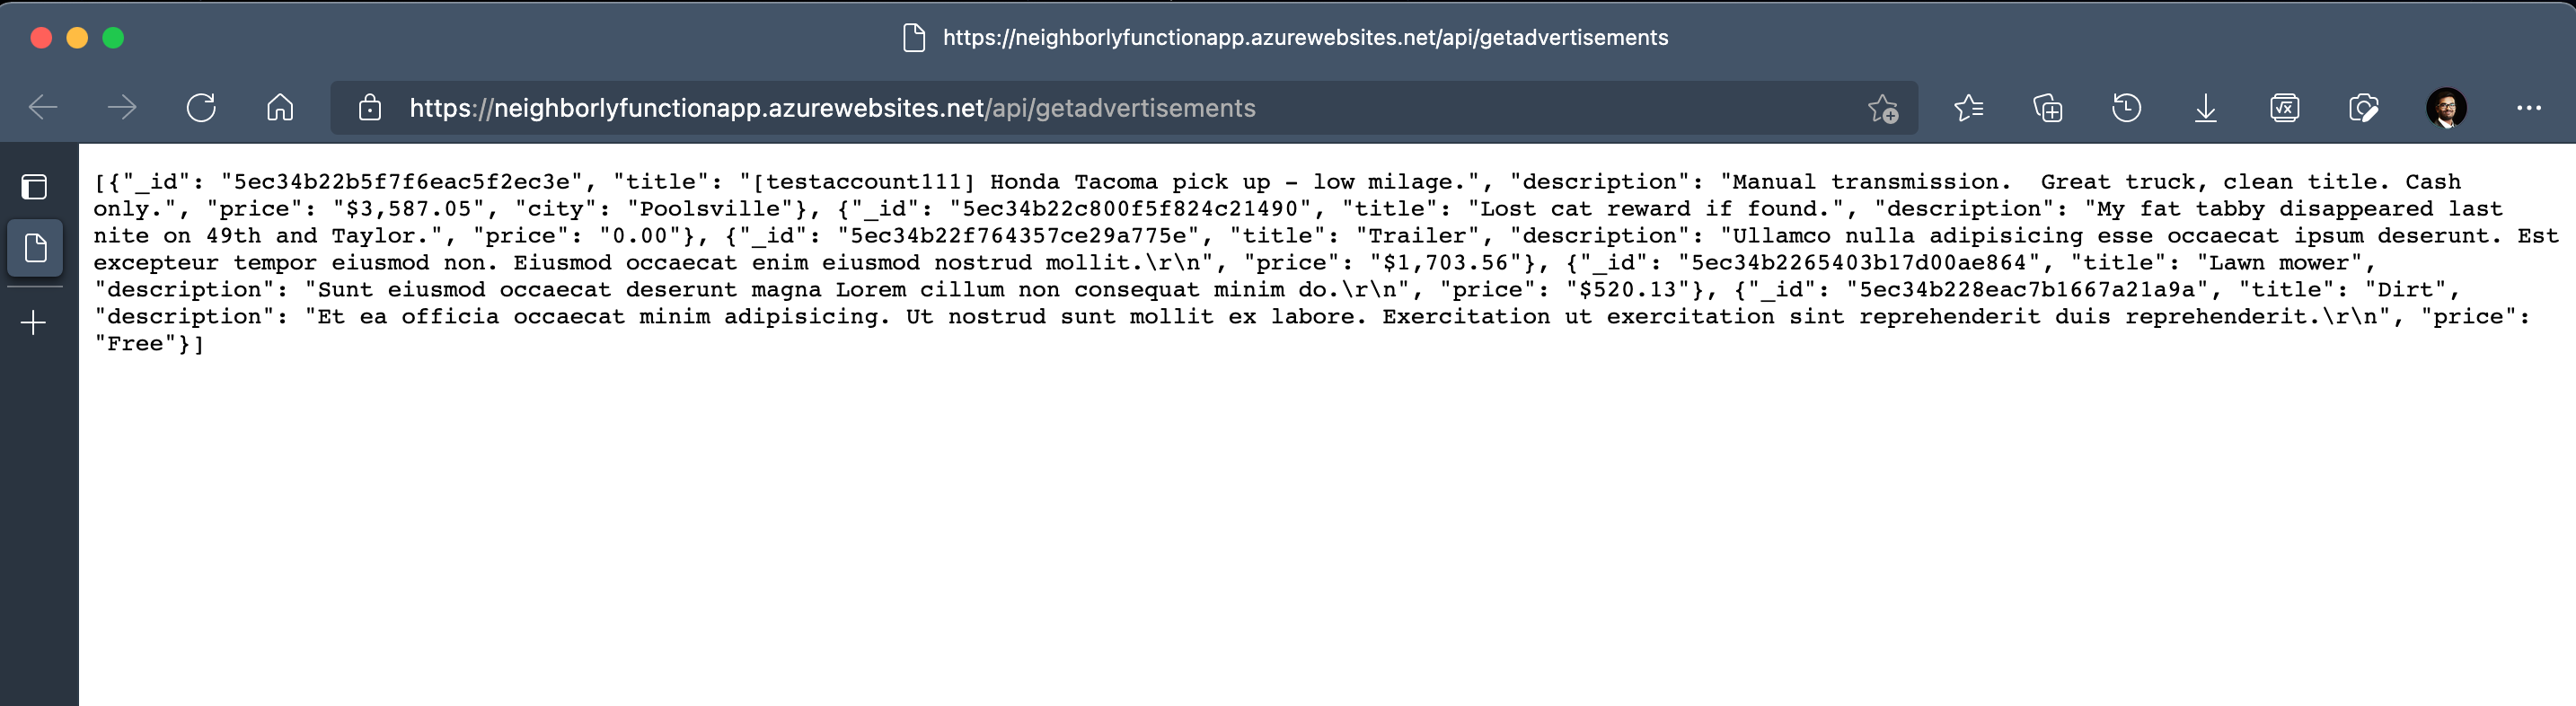 https://neighborlyfunctionapp.azurewebsites.net/api/getadvertisements
https://neighborlyfunctionapp.azurewebsites.net/api/getadvertisements
[{"_id": "5ec34b22b5f7f6eac5f2ec3e", "title": "[testaccount111] Honda Tacoma pick up - low milage.", "description": "Manual transmission.  Great truck, clean title. Cash
only.", "price": "$3,587.05", "city": "Poolsville"}, {"_id": "5ec34b22c800f5f824c21490", "title": "Lost cat reward if found.", "description": "My fat tabby disappeared last
nite on 49th and Taylor.", "price": "0.00"}, {"_id": "5ec34b22f764357ce29a775e", "title": "Trailer", "description": "Ullamco nulla adipisicing esse occaecat ipsum deserunt. Est
excepteur tempor eiusmod non. Eiusmod occaecat enim eiusmod nostrud mollit.\r\n", "price": "$1,703.56"}, {"_id": "5ec34b2265403b17d00ae864", "title": "Lawn mower",
"description": "Sunt eiusmod occaecat deserunt magna Lorem cillum non consequat minim do.\r\n", "price": "$520.13"}, {"_id": "5ec34b228eac7b1667a21a9a", "title": "Dirt",
"description": "Et ea officia occaecat minim adipisicing. Ut nostrud sunt mollit ex labore. Exercitation ut exercitation sint reprehenderit duis reprehenderit.\r\n", "price":
"Free"}]